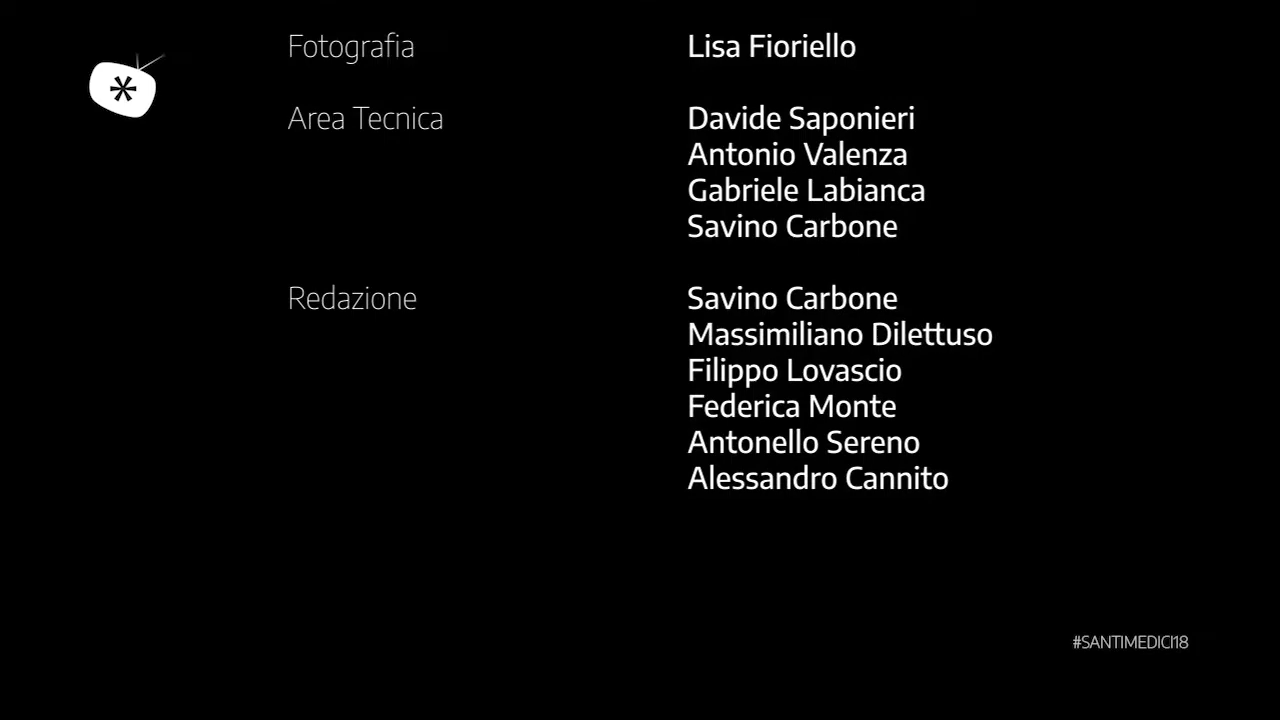 Fotografia Lisa Fioriello
Area Tecnica Davide Saponieri
Antonio Valenza
Gabriele Labianca
Savino Carbone
Redazione Savino Carbone
Massimiliano Dilettuso
Filippo Lovascio
Federica Monte
Antonello Sereno
Alessandro Cannito
#SANTIMEDICI18